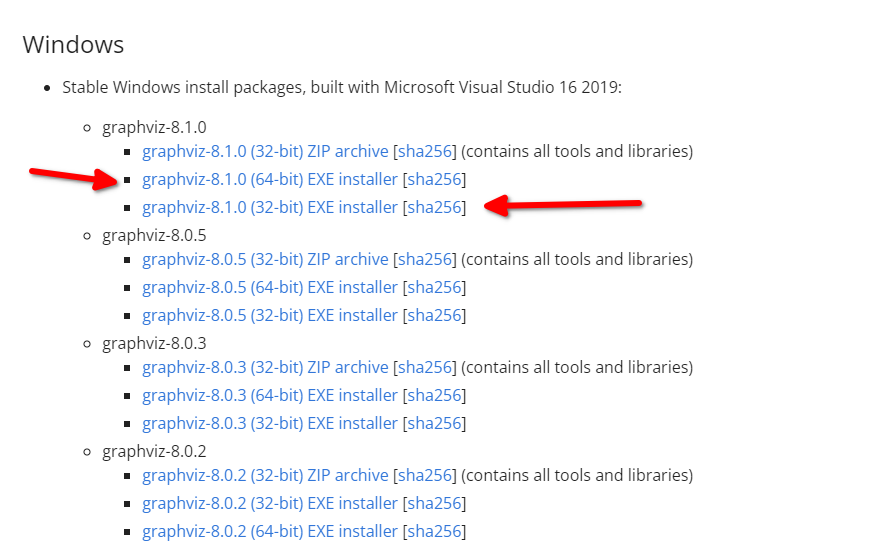 Windows
Stable Windows install packages, built with Microsoft Visual Studio 16 2019:
graphviz-8.1.0
graphviz-8.1.0 (32-bit) ZIP archive [sha256] (contains all tools and libraries)
graphviz-8.1.0 (64-bit) EXE installer [sha256]
graphviz-8.1.0 (32-bit) EXE installer [sha256]
graphviz-8.0.5
graphviz-8.0.5 (32-bit) ZIP archive [sha256] (contains all tools and libraries)
graphviz-8.0.5 (64-bit) EXE installer [sha256]
graphviz-8.0.5 (32-bit) EXE installer [sha256]
graphviz-8.0.3
graphviz-8.0.3 (32-bit) ZIP archive [sha256] (contains all tools and libraries)
graphviz-8.0.3 (64-bit) EXE installer [sha256]
graphviz-8.0.3 (32-bit) EXE installer [sha256]
graphviz-8.0.2
graphviz-8.0.2 (32-bit) ZIP archive [sha256] (contains all tools and libraries)
graphviz-8.0.2 (32-bit) EXE installer [sha256]
graphviz-8.0.2 (64-bit) EXE installer [sha256]